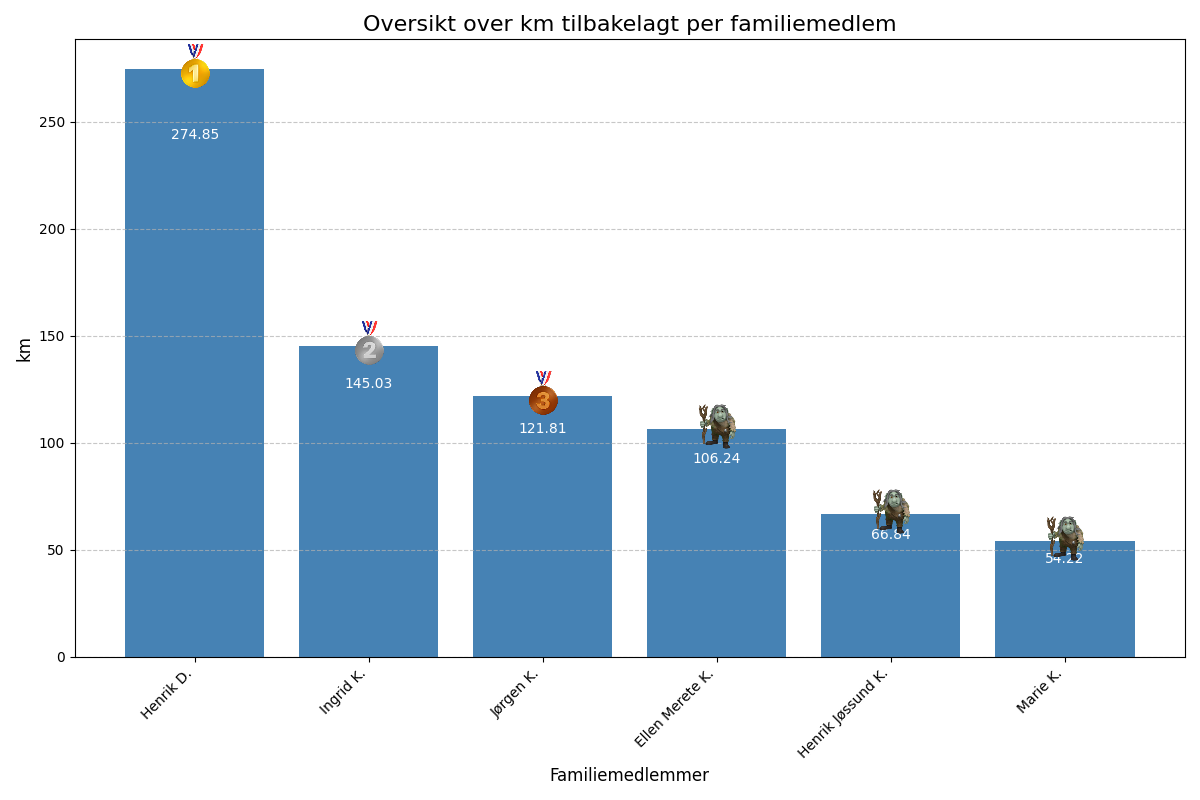 Oversikt over km tilbakelagt per familiemedlem
km
250
200
150
100
50
0
1
274.85
2
145.03
3
121.81
106.24
66.84
54.22
Henrik D.
Ingrid K.
Jørgen K.
Ellen Merete K.
Henrik Jøssund K.
Marie K.
Familiemedlemmer